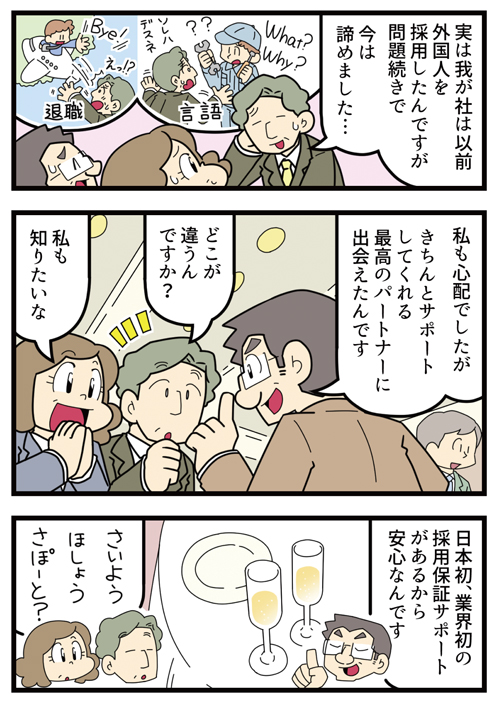 実は我が社は以前
外国人を
採用したんですが
問題続きで
今は
諦めました…
What?
Why?
??
ソレハ
デスネ
言語
Bye!
えっ!?
退職
私も心配でしたが
きちんとサポート
してくれる
最高のパートナーに
出会えたんです
どこが
違うん
ですか?
私も
知りたいな
日本初、業界初の
採用保証サポート
があるから
安心なんです
さいよう
ほしょう
さぽーと?